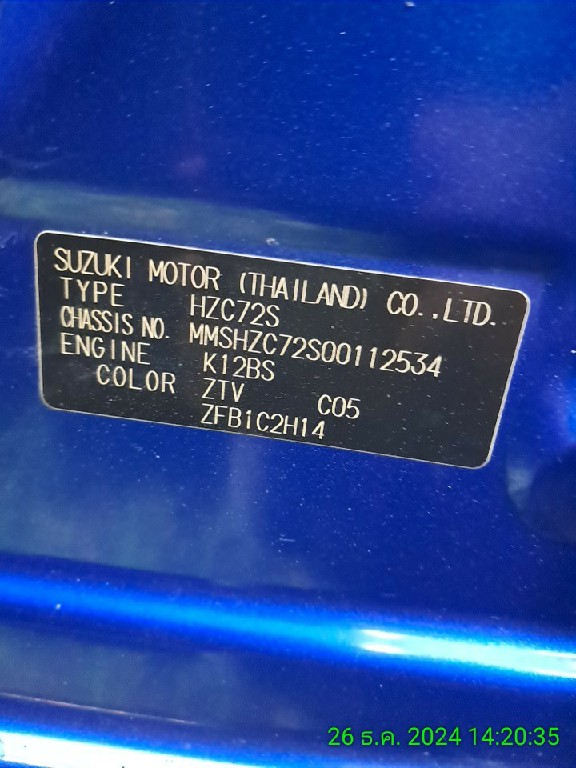 SUZUKI MOTOR (THAILAND) CO.,LTD.
TYPE HZC72S
CHASSIS NO. MMSHZC72S00112534
ENGINE K12BS
COLOR ZTV C05
ZFB1C2H14
26 ธ.ค. 2024 14:20:35